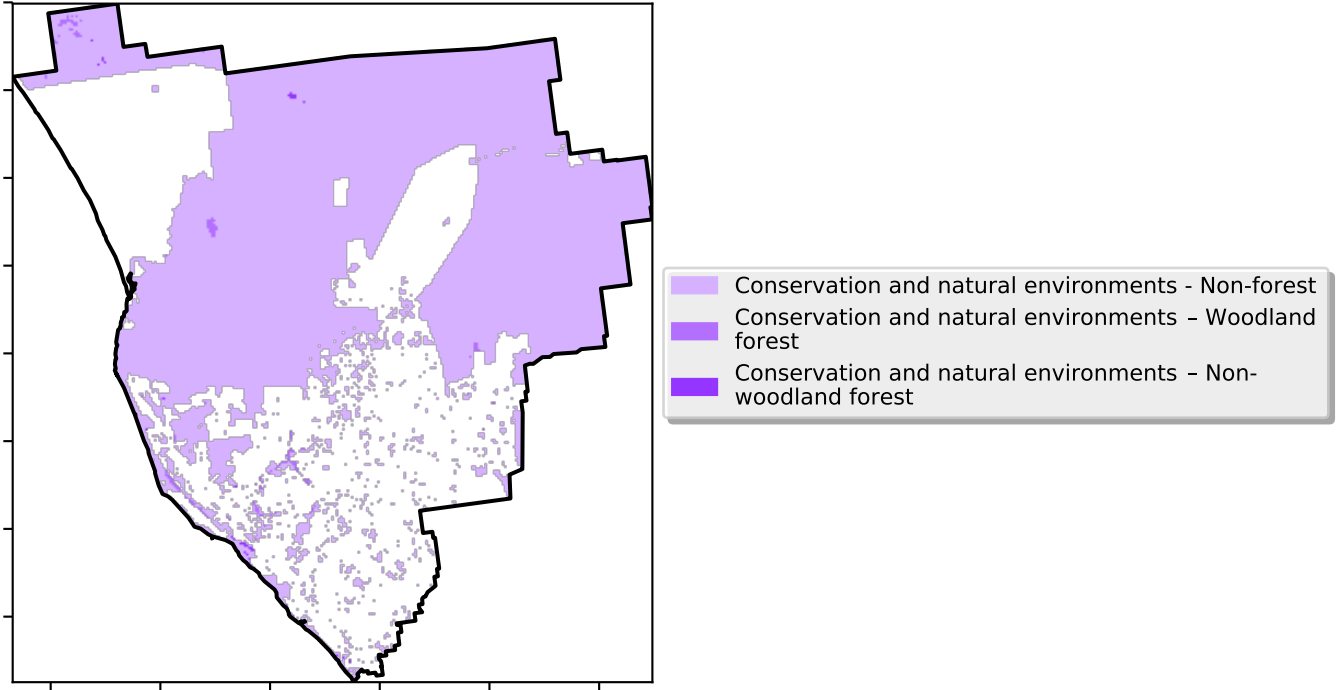 Conservation and natural environments - Non-forest
Conservation and natural environments – Woodland
forest
Conservation and natural environments – Non-
woodland forest